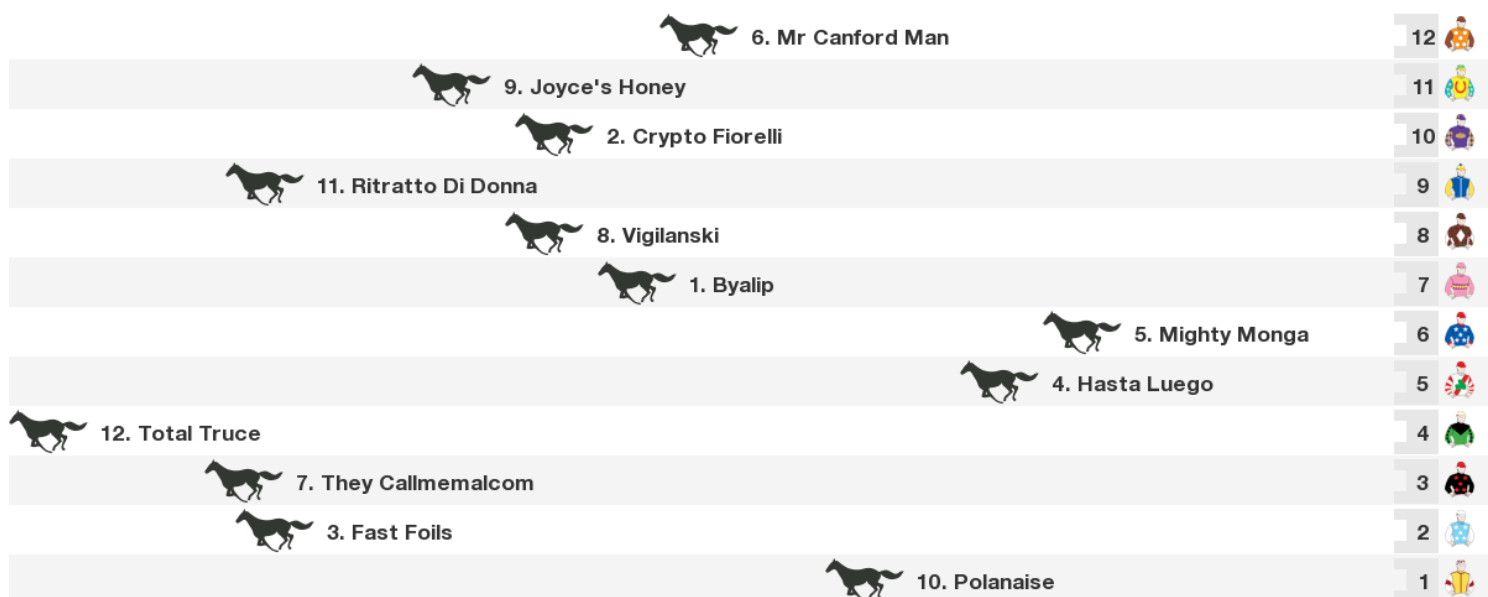 6. Mr Canford Man 12
9. Joyce's Honey 11
2. Crypto Fiorelli 10
11. Ritratto Di Donna 9
8. Vigilanski 8
1. Byalip 7
5. Mighty Monga 6
4. Hasta Luego 5
12. Total Truce 4
7. They Callmemalcom 3
3. Fast Foils 2
10. Polanaise 1